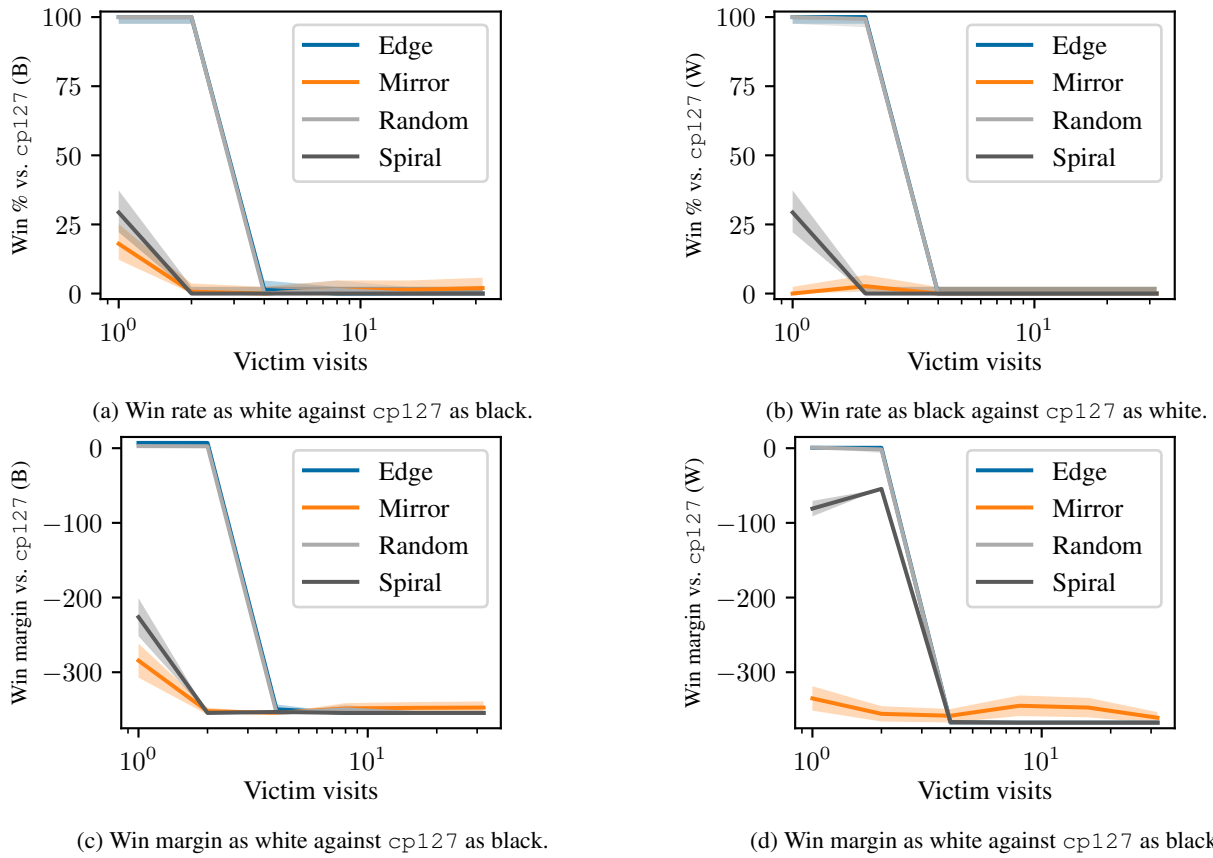 Win % vs. cp127 (B)
100
75
50
25
0
Edge
Mirror
Random
Spiral
10^0
10^1
Victim visits
(a) Win rate as white against cp127 as black.
Win % vs. cp127 (W)
100
75
50
25
0
Edge
Mirror
Random
Spiral
10^0
10^1
Victim visits
(b) Win rate as black against cp127 as white.
Win margin vs. cp127 (B)
0
−100
−200
−300
Edge
Mirror
Random
Spiral
10^0
10^1
Victim visits
(c) Win margin as white against cp127 as black.
Win margin vs. cp127 (W)
0
−100
−200
−300
Edge
Mirror
Random
Spiral
10^0
10^1
Victim visits
(d) Win margin as white against cp127 as black